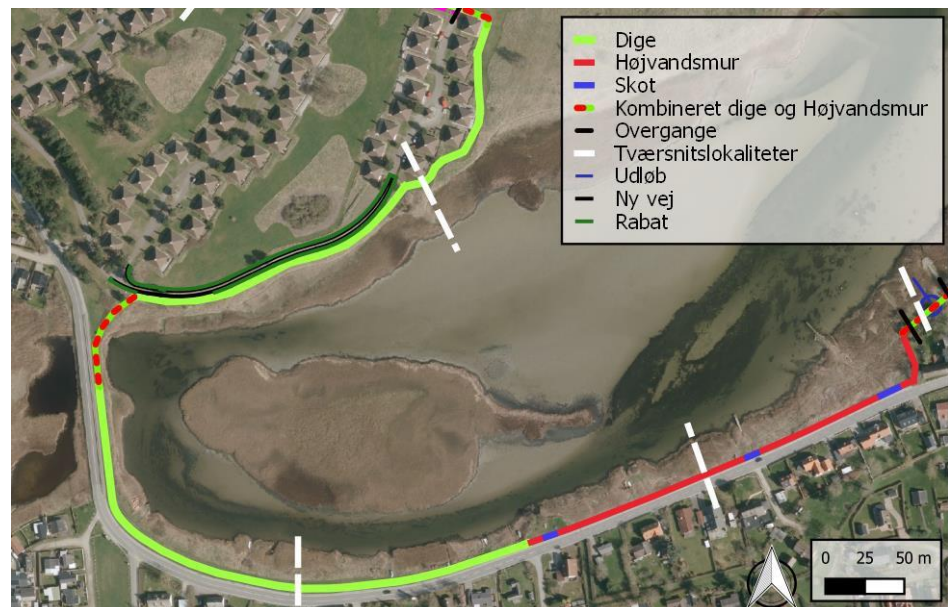 Dige
Højvandsmur
Skot
Kombineret dige og Højvandsmur
Overgange
Tværsnitslokaliteter
Udløb
Ny vej
Rabat
0 25 50 m